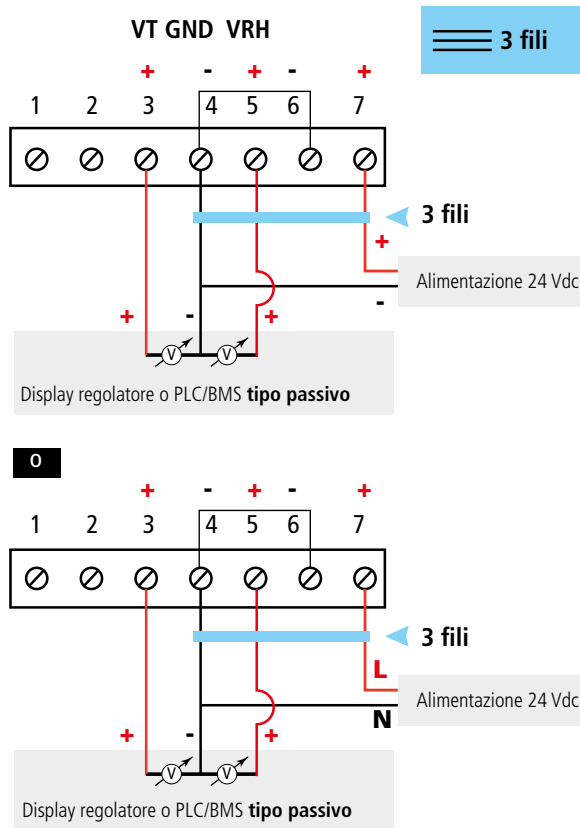 VT GND VRH
3 fili
+ - + - +
1 2 3 4 5 6 7
3 fili
+
Alimentazione 24 Vdc
-
+ - +
V V
Display regolatore o PLC/BMS tipo passivo
O
+ - + - +
1 2 3 4 5 6 7
3 fili
L
Alimentazione 24 Vdc
N
+ - +
V V
Display regolatore o PLC/BMS tipo passivo